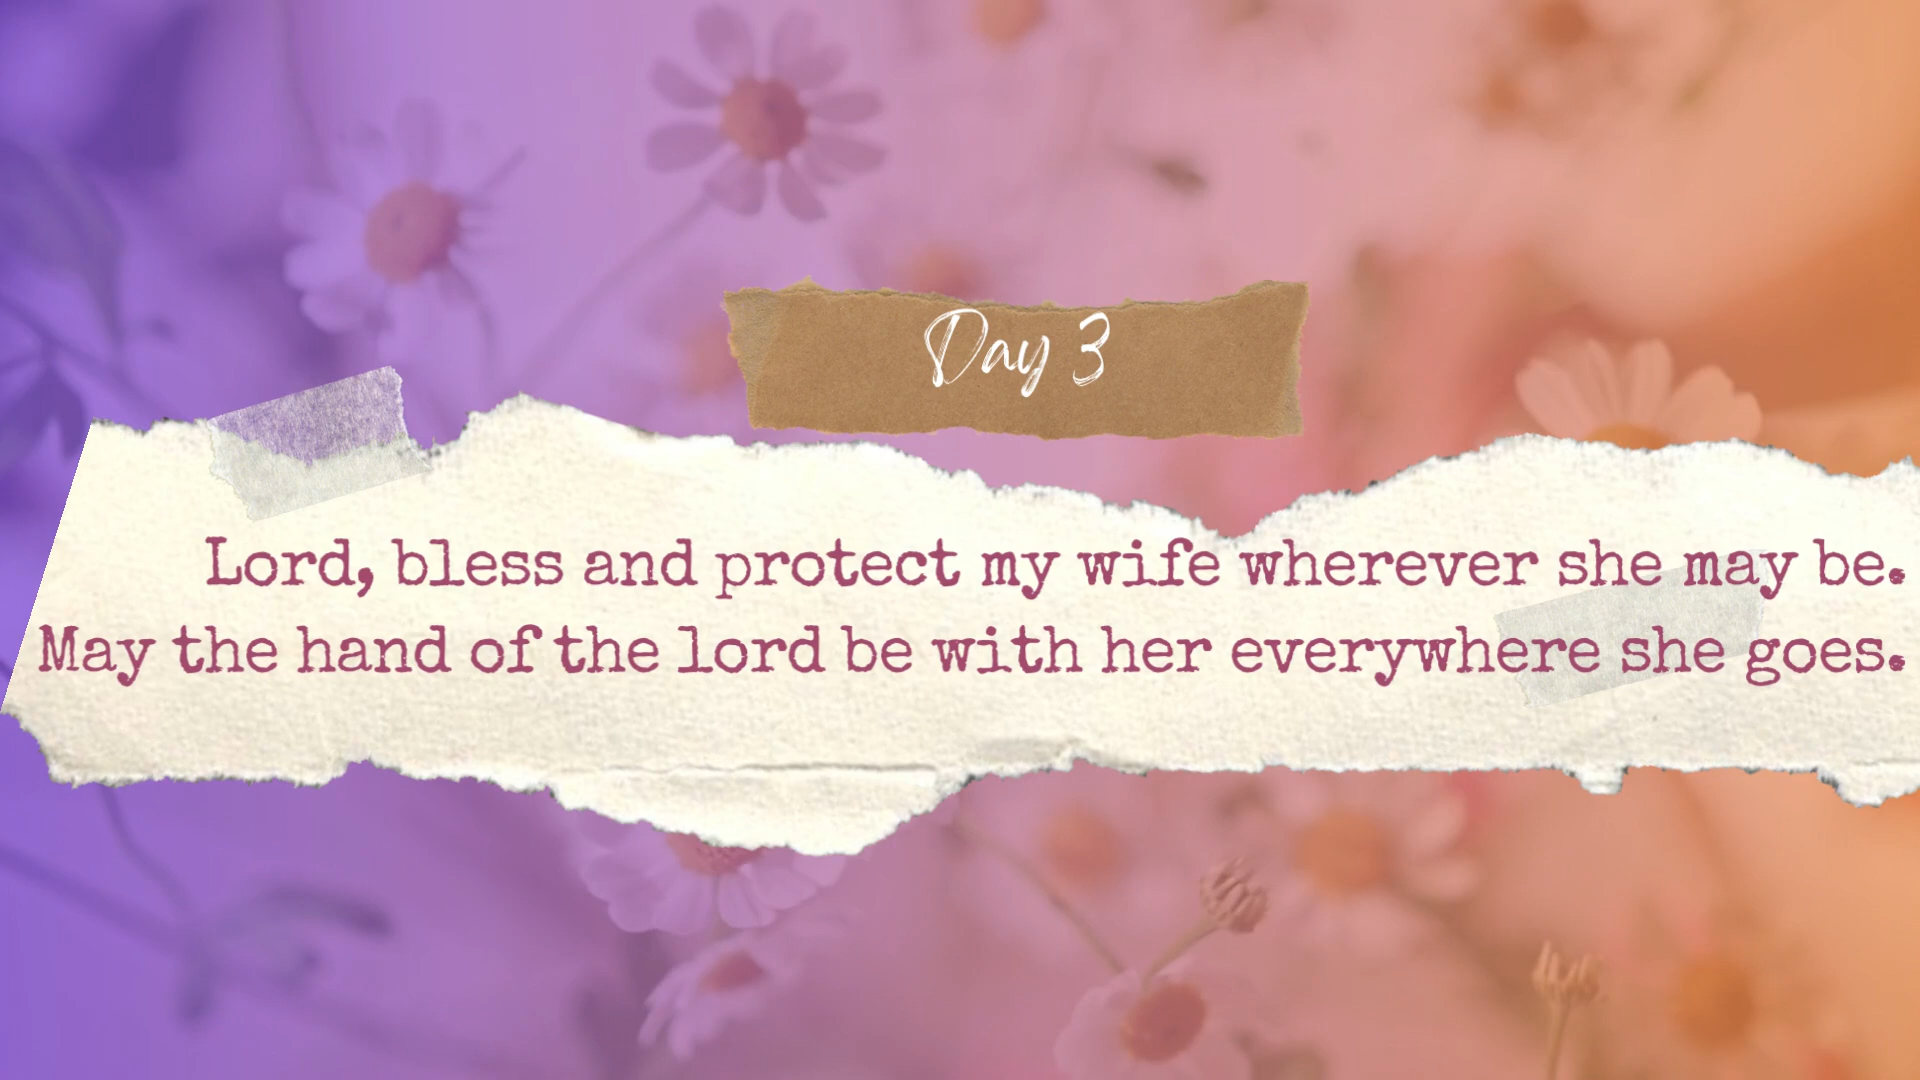 Day 3
Lord, bless and protect my wife wherever she may be.
May the hand of the lord be with her everywhere she goes.